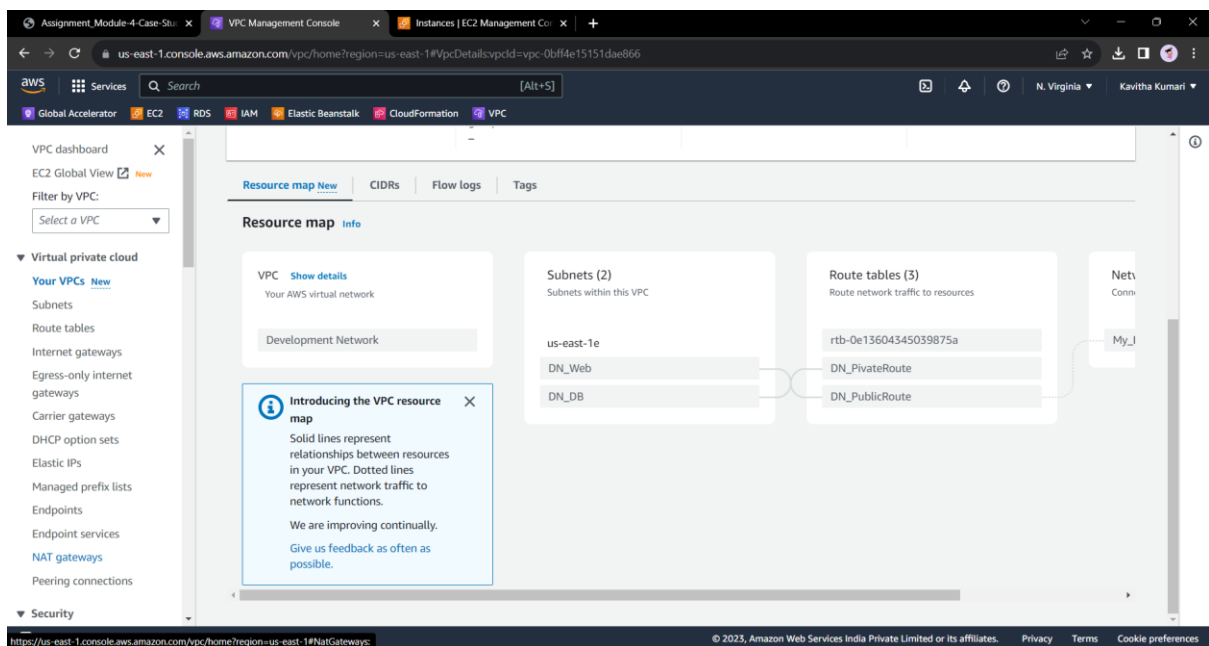 Assignment_Module-4-Case-Stu
VPC Management Console
Instances | EC2 Management Cor
us-east-1.console.aws.amazon.com/vpc/home?region=us-east-1#VpcDetails:vpcId=vpc-0bff4e15151dae866
aws
Services
Search
[Alt+S]
N. Virginia
Kavitha Kumari
Global Accelerator
EC2
RDS
IAM
Elastic Beanstalk
CloudFormation
VPC
VPC dashboard
EC2 Global View New
Filter by VPC:
Select a VPC
Virtual private cloud
Your VPCs New
Subnets
Route tables
Internet gateways
Egress-only internet
gateways
Carrier gateways
DHCP option sets
Elastic IPs
Managed prefix lists
Endpoints
Endpoint services
NAT gateways
Peering connections
Security
https://us-east-1.console.aws.amazon.com/vpc/home?region=us-east-1#NatGateways:
–
Resource map New
CIDRs
Flow logs
Tags
Resource map Info
VPC Show details
Your AWS virtual network
Development Network
Introducing the VPC resource
map
Solid lines represent
relationships between resources
in your VPC. Dotted lines
represent network traffic to
network functions.
We are improving continually.
Give us feedback as often as
possible.
Subnets (2)
Subnets within this VPC
us-east-1e
DN_Web
DN_DB
Route tables (3)
Route network traffic to resources
rtb-0e13604345039875a
DN_PivateRoute
DN_PublicRoute
© 2023, Amazon Web Services India Private Limited or its affiliates.
Privacy
Terms
Cookie preferences